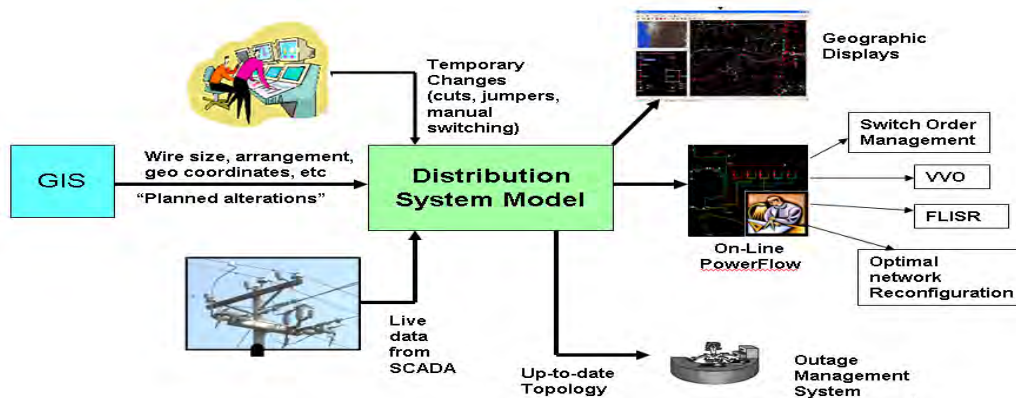 Temporary
Changes
(cuts, jumpers,
manual
switching)
Geographic
Displays
GIS
Wire size, arrangement,
geo coordinates, etc
"Planned alterations"
Distribution
System Model
Switch Order
Management
VVO
FLISR
Optimal
network
Reconfiguration
On-Line
PowerFlow
Live
data
from
SCADA
Up-to-date
Topology
Outage
Management
System